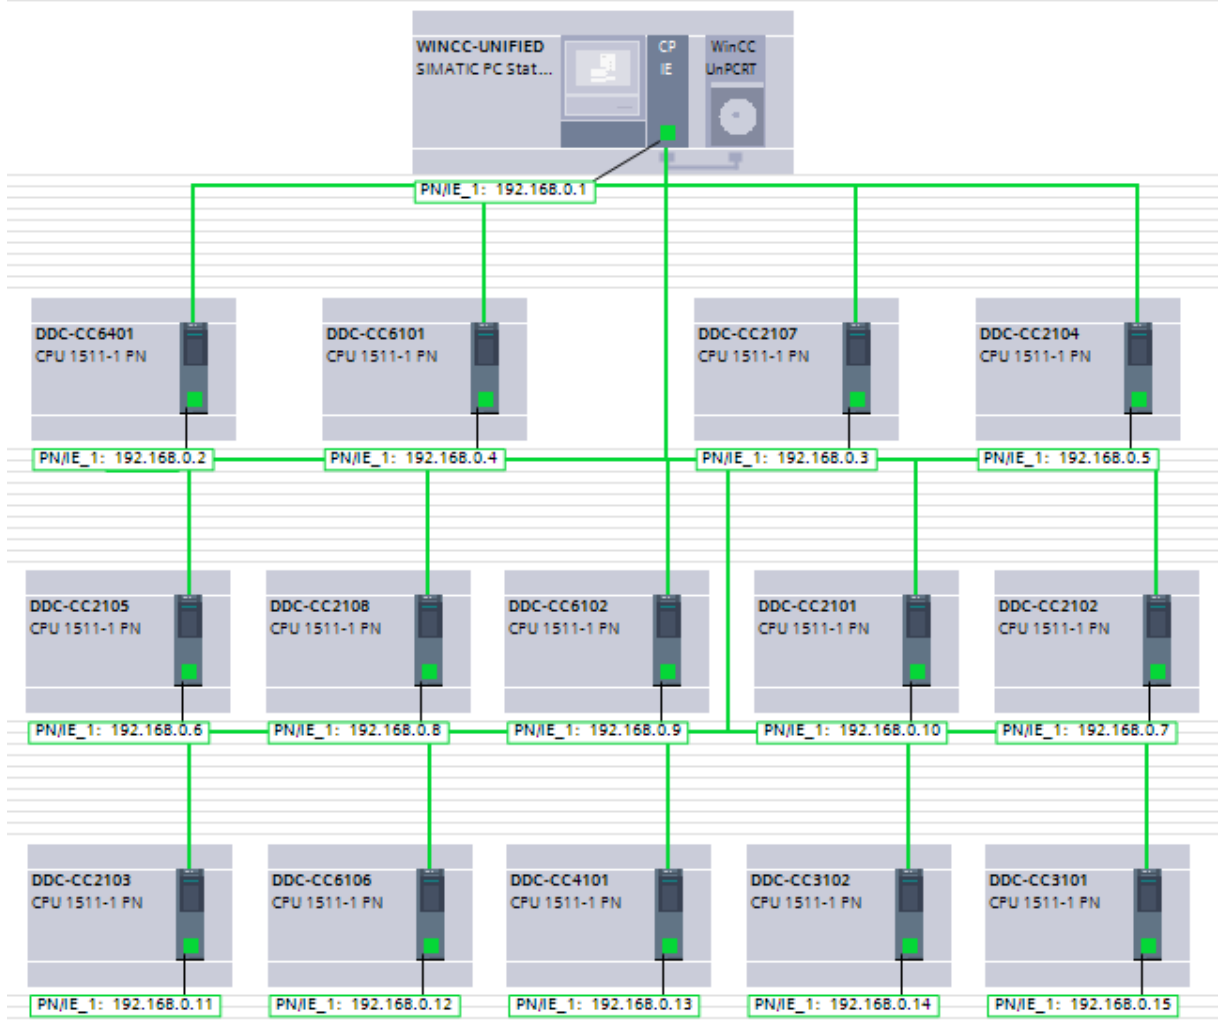 WINCC-UNIFIED
SIMATIC PC Stat...
CP
IE
WinCC
UnPCRT
PN/IE_1: 192.168.0.1
DDC-CC6401
CPU 1511-1 PN
DDC-CC6101
CPU 1511-1 PN
DDC-CC2107
CPU 1511-1 PN
DDC-CC2104
CPU 1511-1 PN
PN/IE_1: 192.168.0.2
PN/IE_1: 192.168.0.4
PN/IE_1: 192.168.0.3
PN/IE_1: 192.168.0.5
DDC-CC2105
CPU 1511-1 PN
DDC-CC2108
CPU 1511-1 PN
DDC-CC6102
CPU 1511-1 PN
DDC-CC2101
CPU 1511-1 PN
DDC-CC2102
CPU 1511-1 PN
PN/IE_1: 192.168.0.6
PN/IE_1: 192.168.0.8
PN/IE_1: 192.168.0.9
PN/IE_1: 192.168.0.10
PN/IE_1: 192.168.0.7
DDC-CC2103
CPU 1511-1 PN
DDC-CC6106
CPU 1511-1 PN
DDC-CC4101
CPU 1511-1 PN
DDC-CC3102
CPU 1511-1 PN
DDC-CC3101
CPU 1511-1 PN
PN/IE_1: 192.168.0.11
PN/IE_1: 192.168.0.12
PN/IE_1: 192.168.0.13
PN/IE_1: 192.168.0.14
PN/IE_1: 192.168.0.15